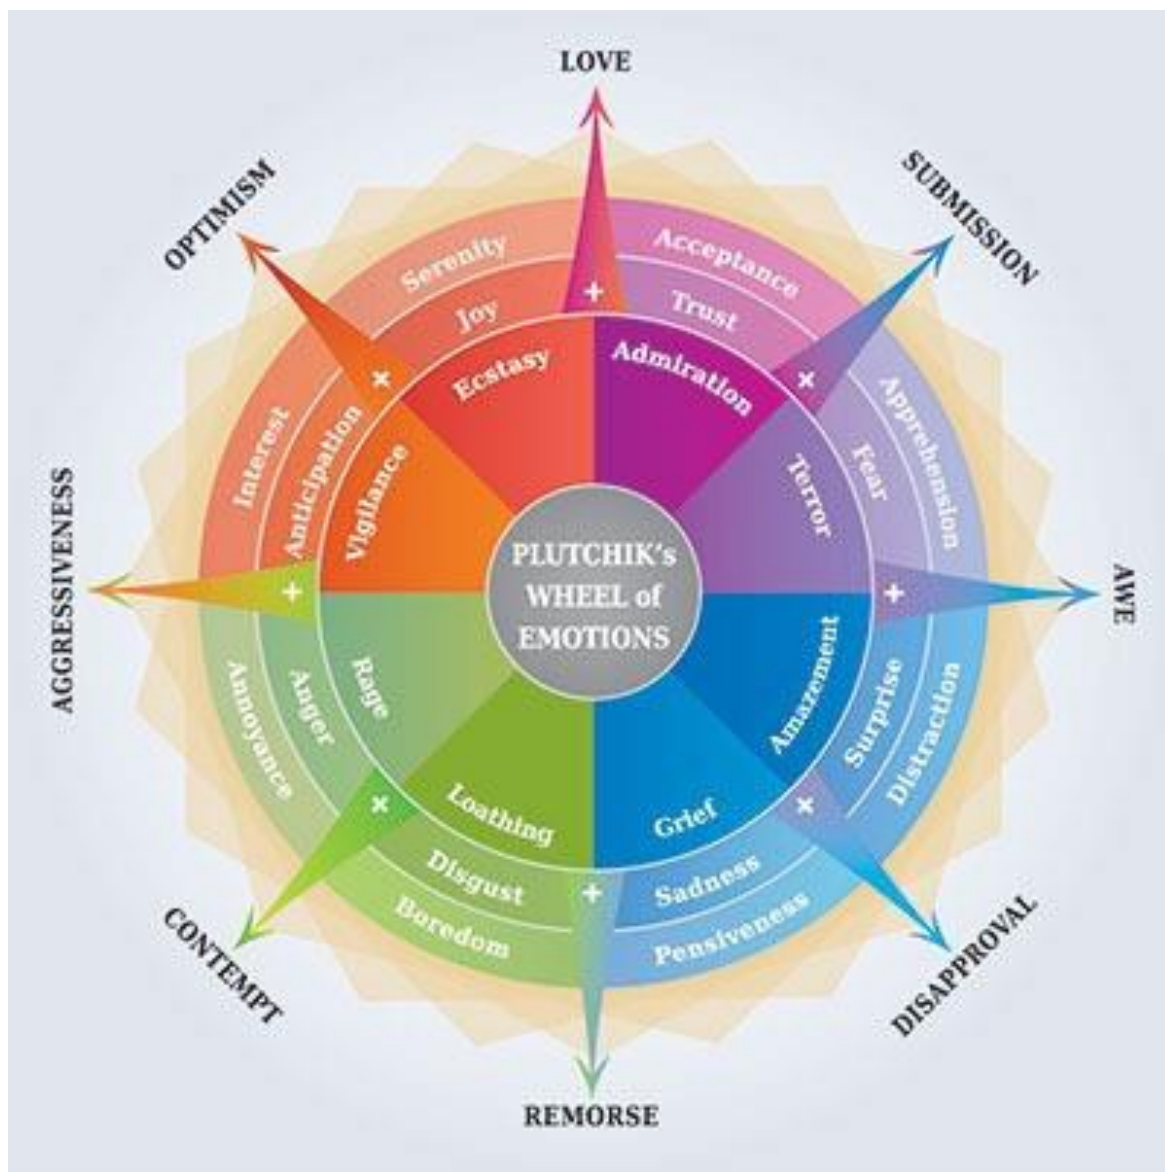 LOVE
OPTIMISM
SUBMISSION
Serenity
Acceptance
Joy
Trust
Ecstasy
Admiration
Interest
Anticipation
Vigilance
Terror
Fear
Apprehension
AGGRESSIVENESS
PLUTCHIK's
WHEEL of
EMOTIONS
AWE
Annoyance
Anger
Rage
Amazement
Surprise
Distraction
Loathing
Grief
Disgust
Sadness
Boredom
Pensiveness
CONTEMPT
DISAPPROVAL
REMORSE